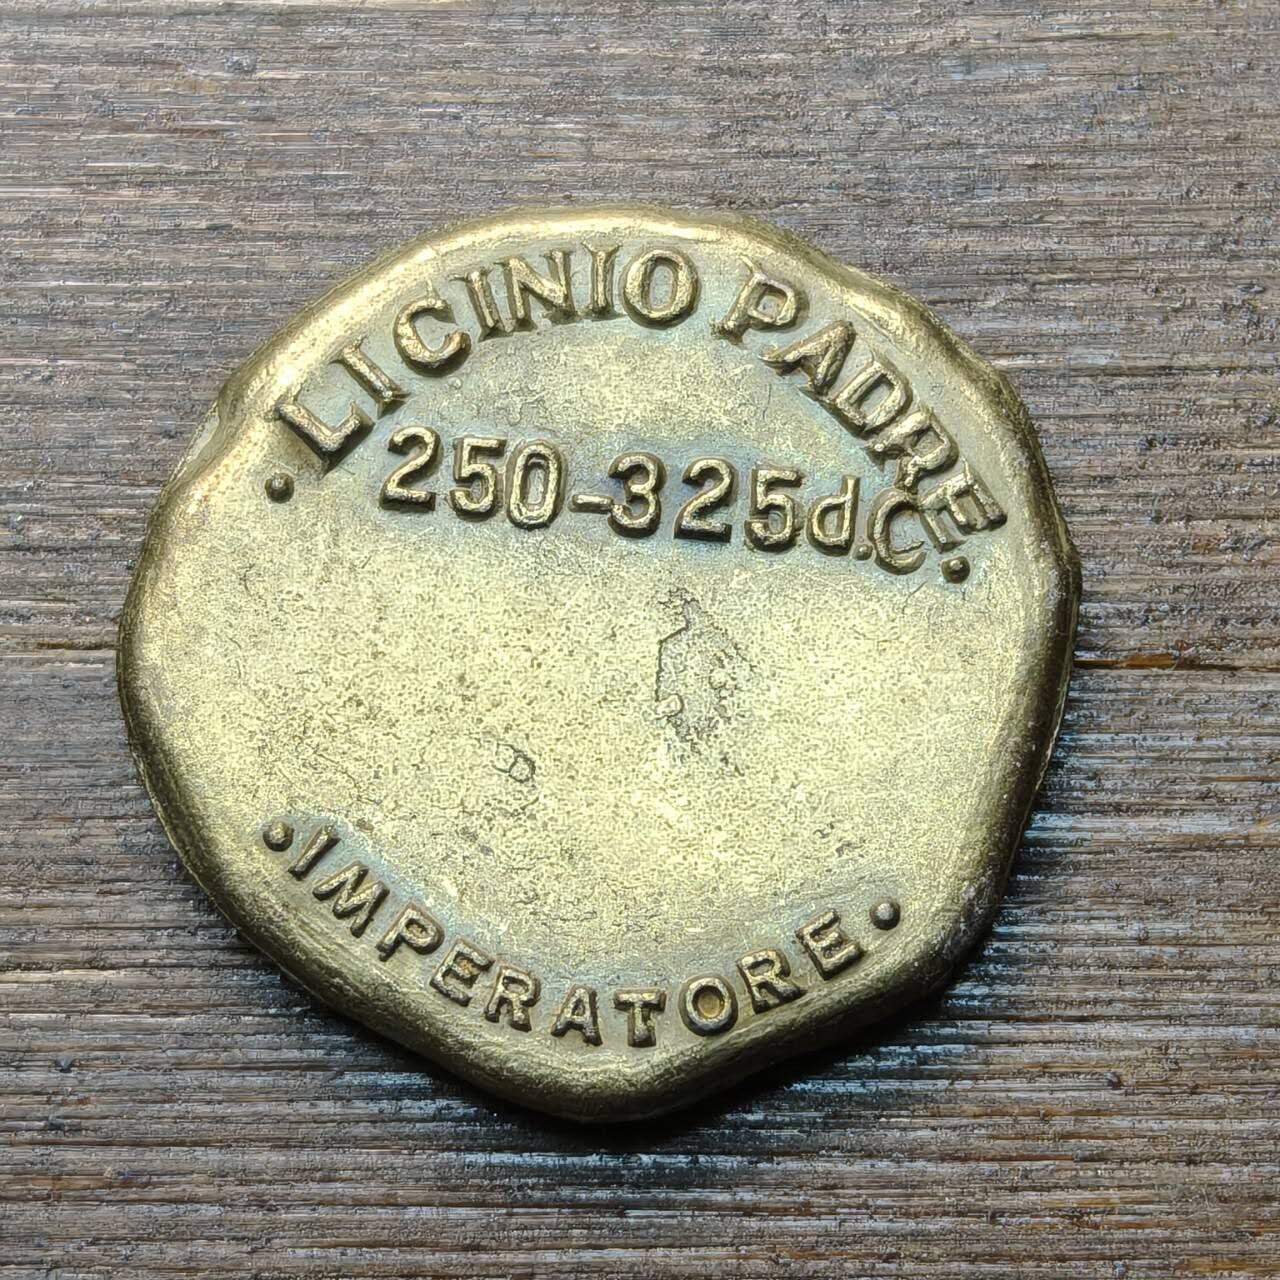 ·LICINIO PADRE·
250-325d.C.
·IMPERATORE·